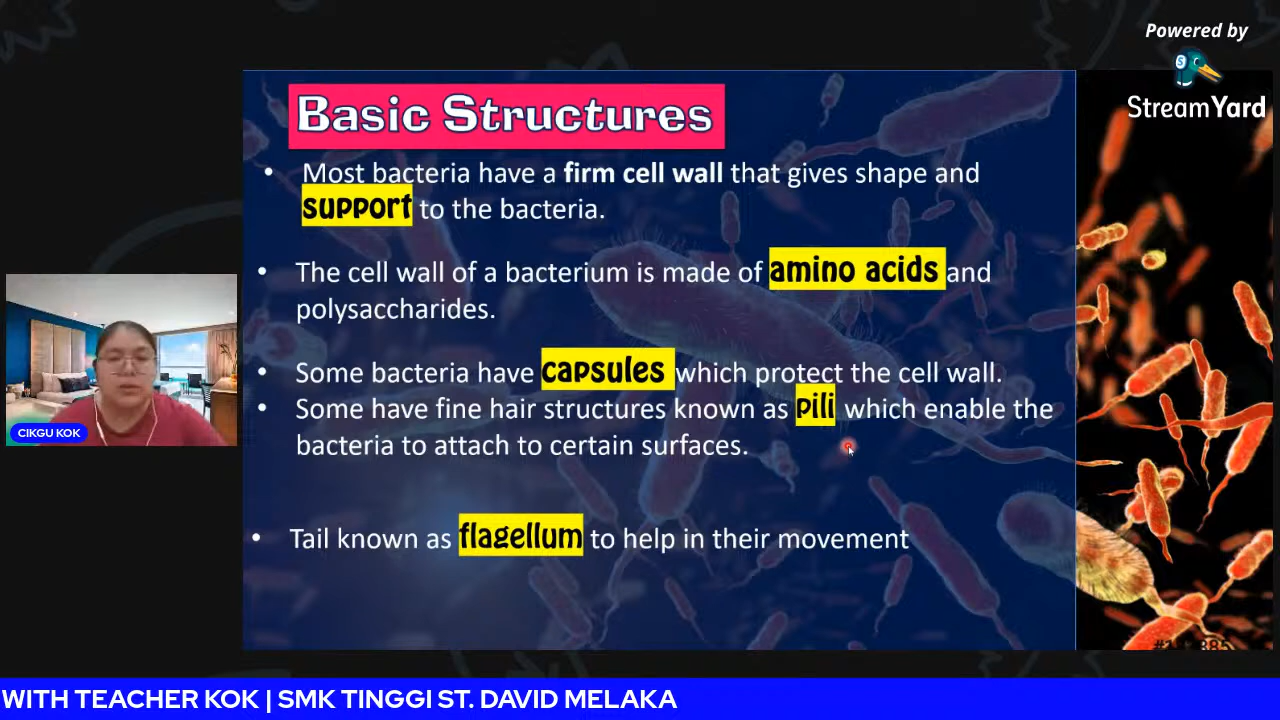 Powered by
StreamYard
Basic Structures
• Most bacteria have a firm cell wall that gives shape and
support to the bacteria.
• The cell wall of a bacterium is made of amino acids and
polysaccharides.
• Some bacteria have capsules which protect the cell wall.
• Some have fine hair structures known as pili which enable the
bacteria to attach to certain surfaces.
• Tail known as flagellum to help in their movement
CIKGU KOK
WITH TEACHER KOK | SMK TINGGI ST. DAVID MELAKA